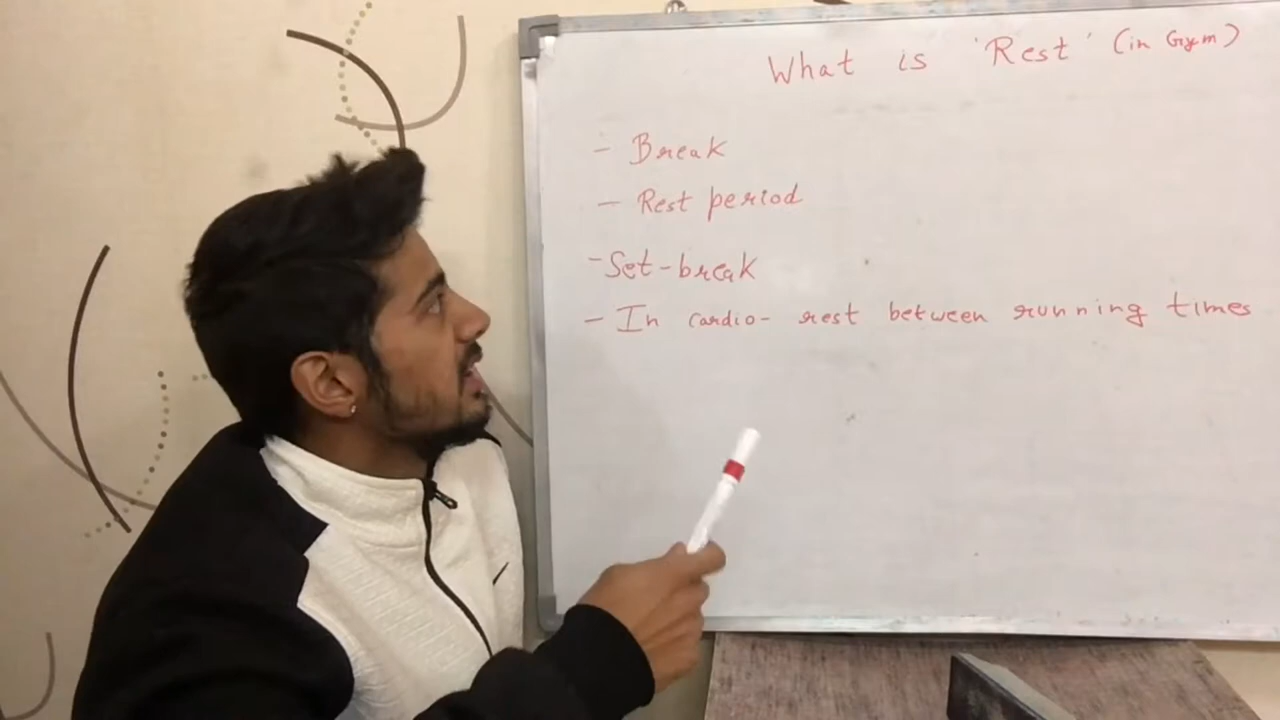 What is 'Rest' (in Gym)
- Break
- Rest period
- Set-break
- In cardio- rest between running times